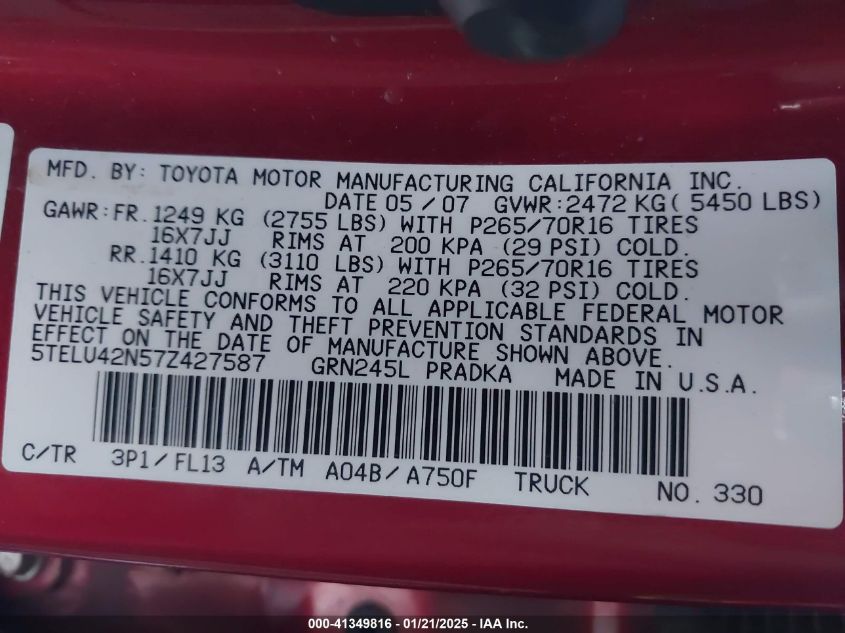 MFD. BY: TOYOTA MOTOR MANUFACTURING CALIFORNIA INC.
DATE 05 / 07 GVWR: 2472 KG ( 5450 LBS)
GAWR: FR. 1249 KG (2755 LBS) WITH P265/70R16 TIRES
16X7JJ RIMS AT 200 KPA (29 PSI) COLD.
RR. 1410 KG (3110 LBS) WITH P265/70R16 TIRES
16X7JJ RIMS AT 220 KPA (32 PSI) COLD.
THIS VEHICLE CONFORMS TO ALL APPLICABLE FEDERAL MOTOR
VEHICLE SAFETY AND THEFT PREVENTION STANDARDS IN
EFFECT ON THE DATE OF MANUFACTURE SHOWN ABOVE.
5TELU42N57Z427587 GRN245L PRADKA MADE IN U.S.A.
C/TR 3P1/FL13 A/TM A04B/A750F TRUCK NO. 330
000-41349816 - 01/21/2025 - IAA Inc.